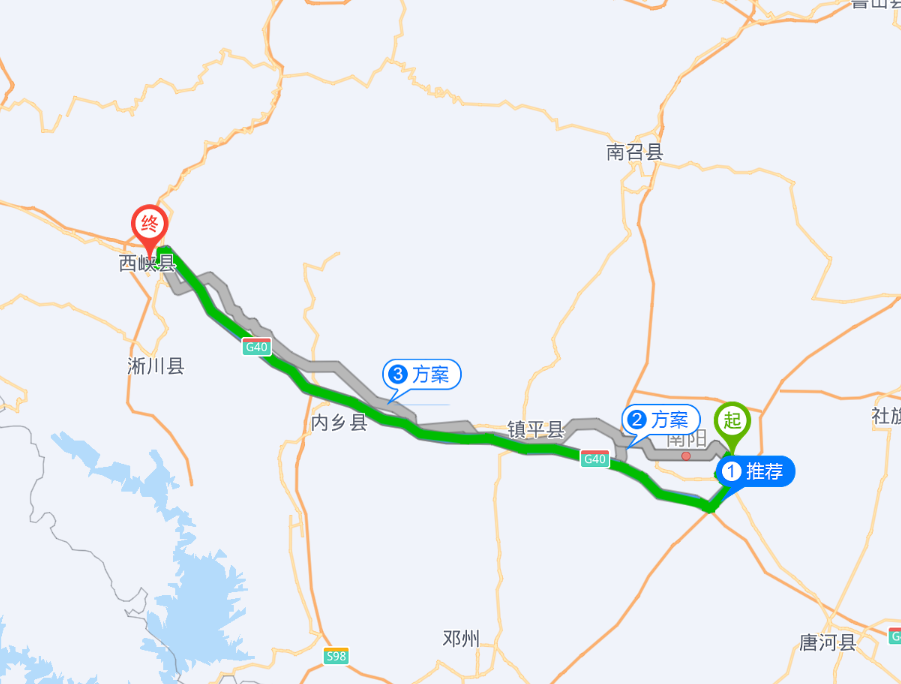 南召县
终
西峡县
G40
淅川县
3 方案
内乡县
镇平县
2 方案
起
南阳
社旗
G40
1 推荐
邓州
S98
唐河县